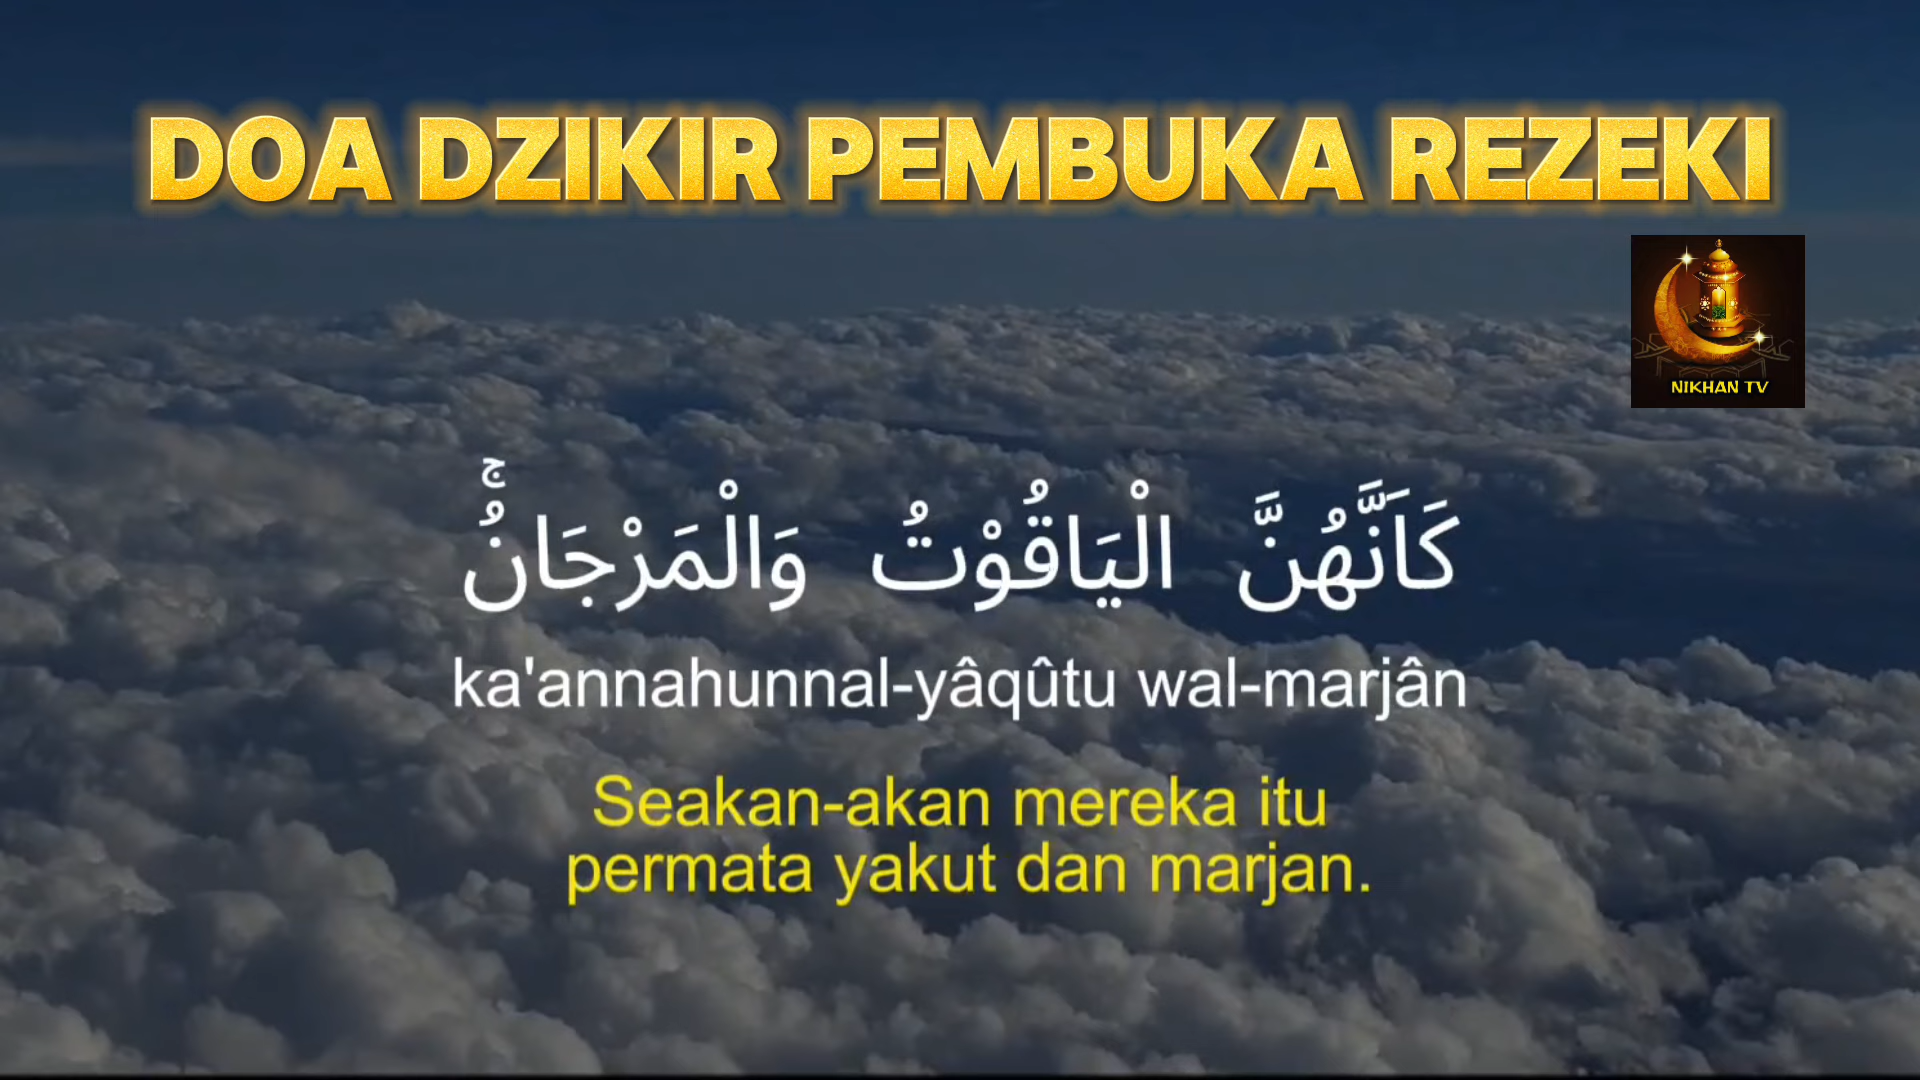 DOA DZIKIR PEMBUKA REZEKI
NIKHAN TV
كَاَنَّهُنَّ الْيَاقُوْتُ وَالْمَرْجَانُۚ
ka'annahunnal-yâqûtu wal-marjân
Seakan-akan mereka itu
permata yakut dan marjan.